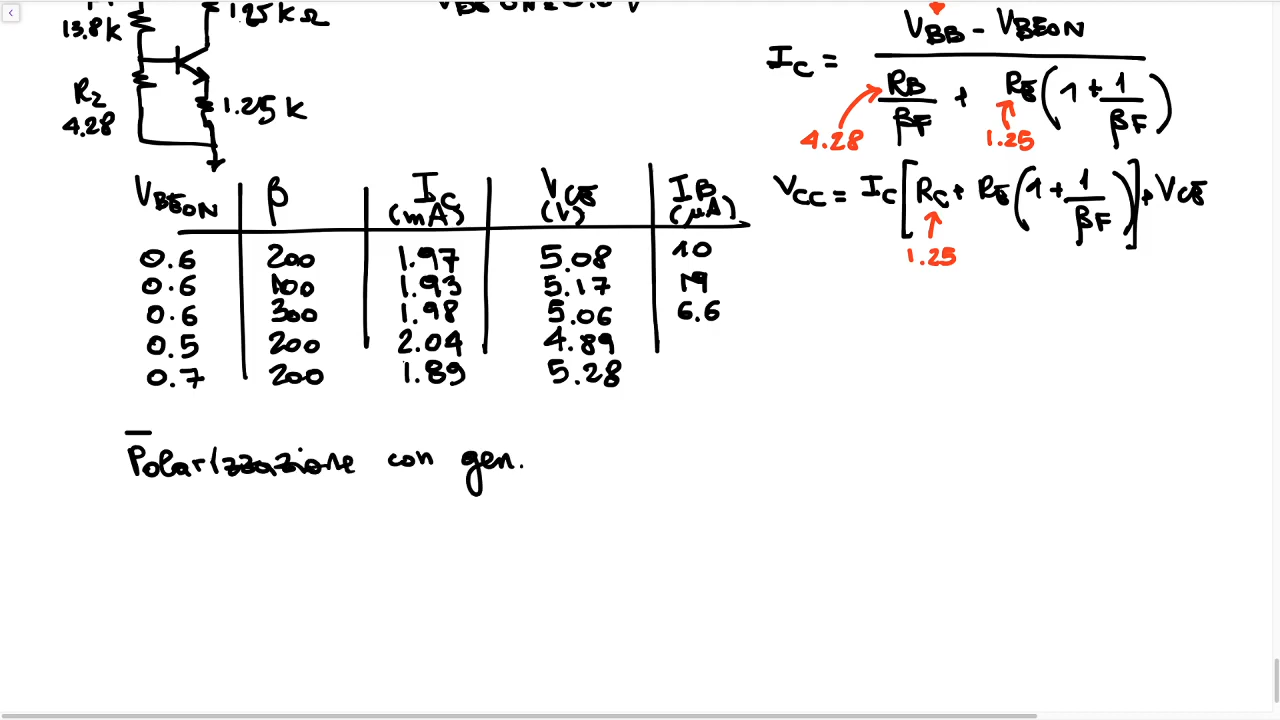 13.8k
1.25 kΩ
R2
4.28
1.25 k
IC = (VBB - VBEON) / (RB/βF + RE(1+1/βF))
4.28
1.25
VCC = IC[RC + RE(1+1/βF)] + VCE
1.25
VBEON β IC (mA) VCE (V) IB (μA)
0.6 200 1.97 5.08 10
0.6 100 1.93 5.17 19
0.6 300 1.98 5.06 6.6
0.5 200 2.04 4.89
0.7 200 1.89 5.28
Polarizzazione con gen.